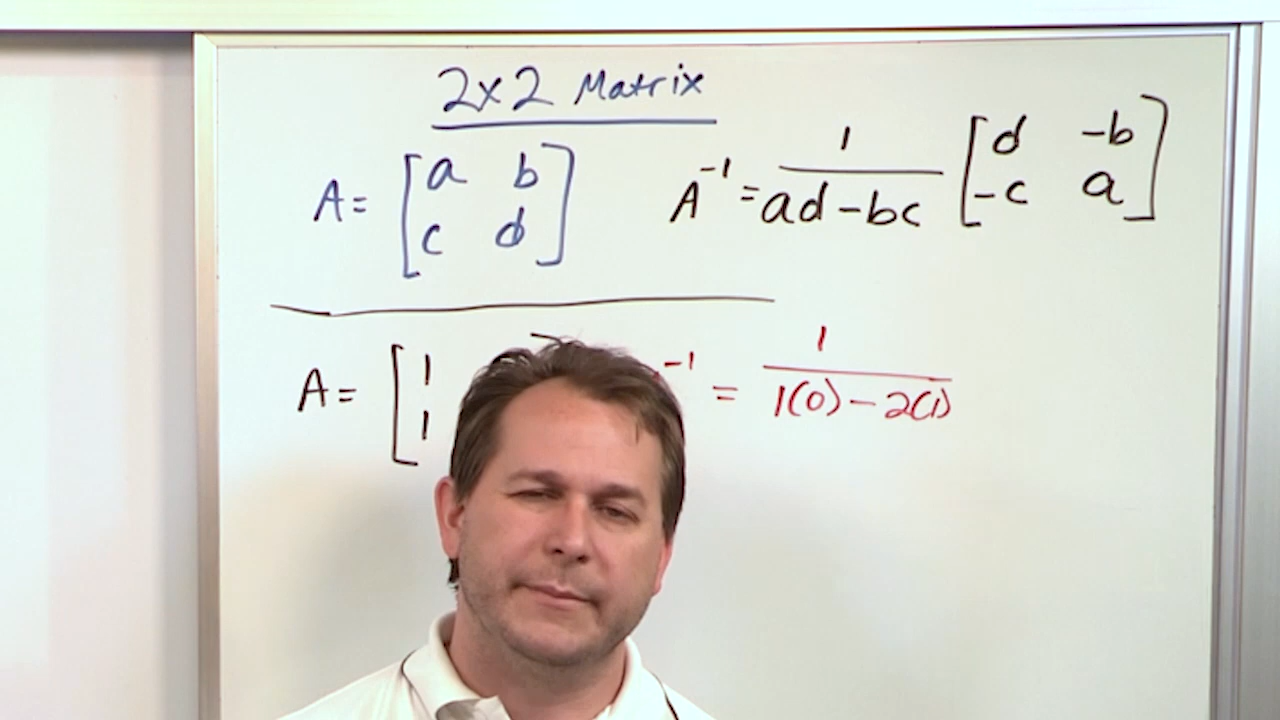 2x2 Matrix
A = [a b
c d]
A⁻¹ = 1/(ad-bc) [d -b
-c a]
A = [1
1
⁻¹ = 1/(1(0) - 2(1))